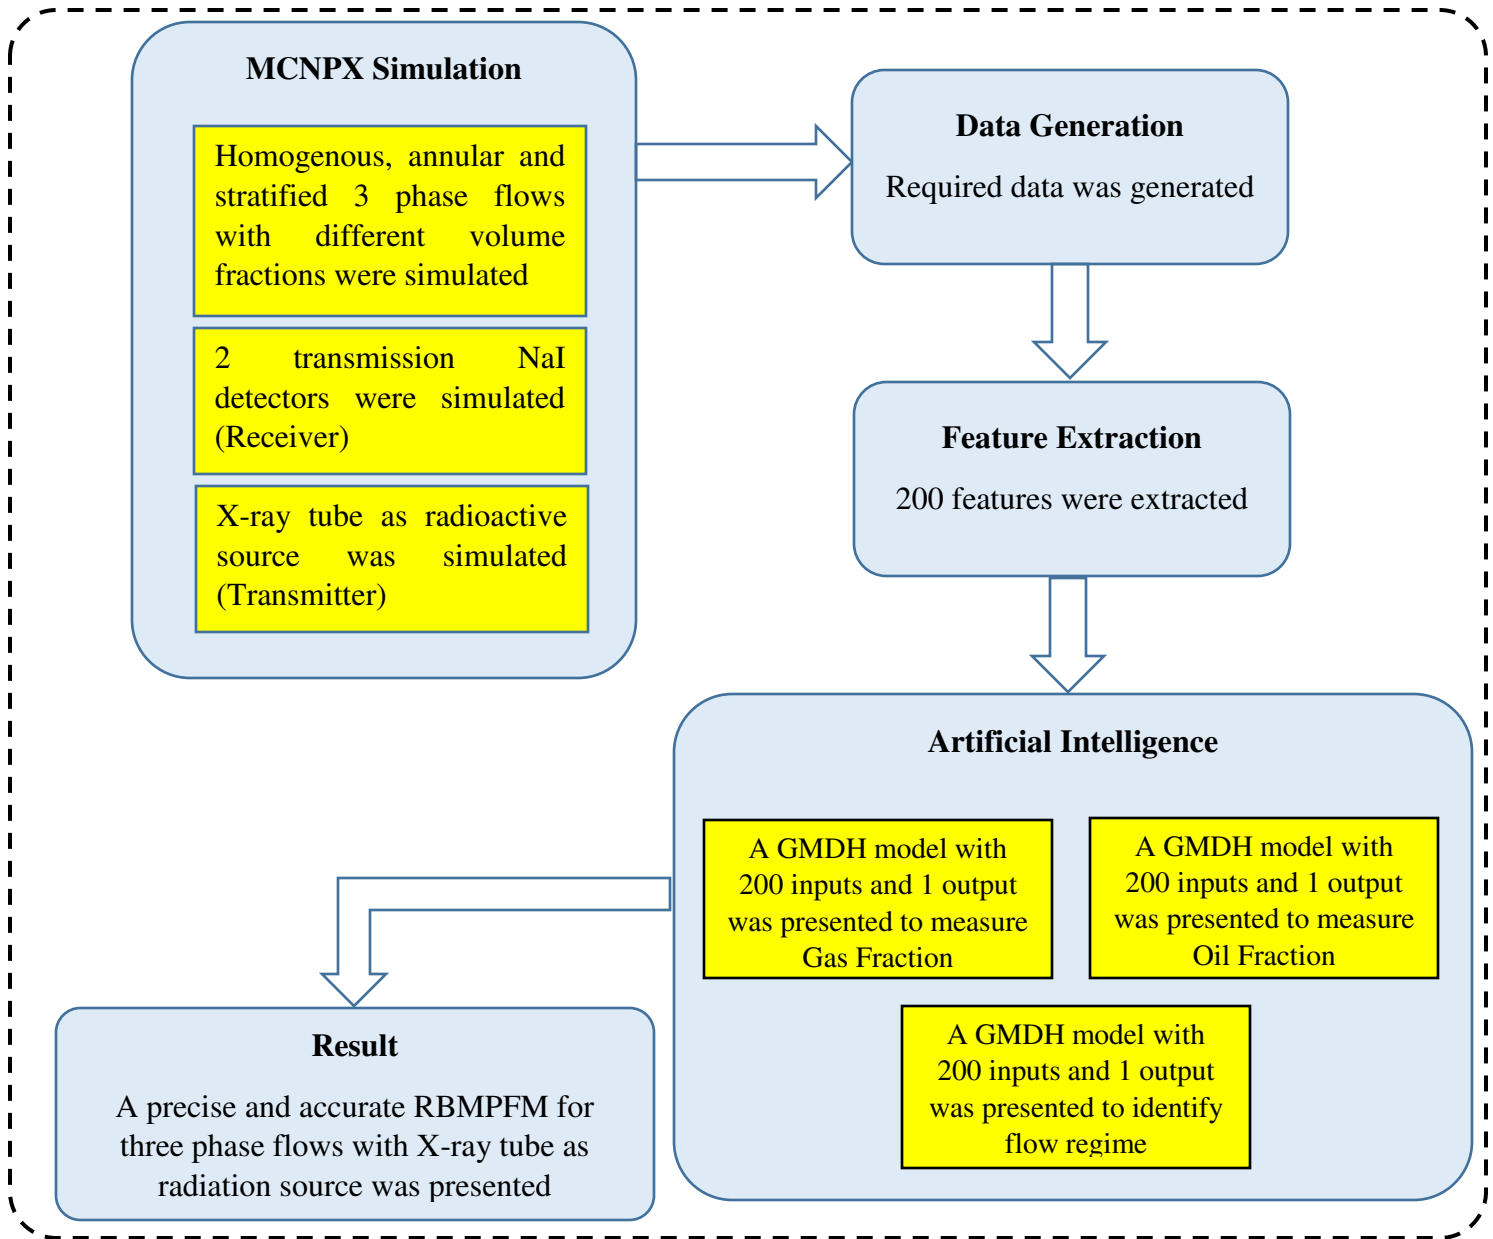 MCNPX Simulation
Homogenous, annular and
stratified 3 phase flows
with different volume
fractions were simulated
2 transmission NaI
detectors were simulated
(Receiver)
X-ray tube as radioactive
source was simulated
(Transmitter)
Data Generation
Required data was generated
Feature Extraction
200 features were extracted
Artificial Intelligence
A GMDH model with
200 inputs and 1 output
was presented to measure
Gas Fraction
A GMDH model with
200 inputs and 1 output
was presented to measure
Oil Fraction
A GMDH model with
200 inputs and 1 output
was presented to identify
flow regime
Result
A precise and accurate RBMPFM for
three phase flows with X-ray tube as
radiation source was presented